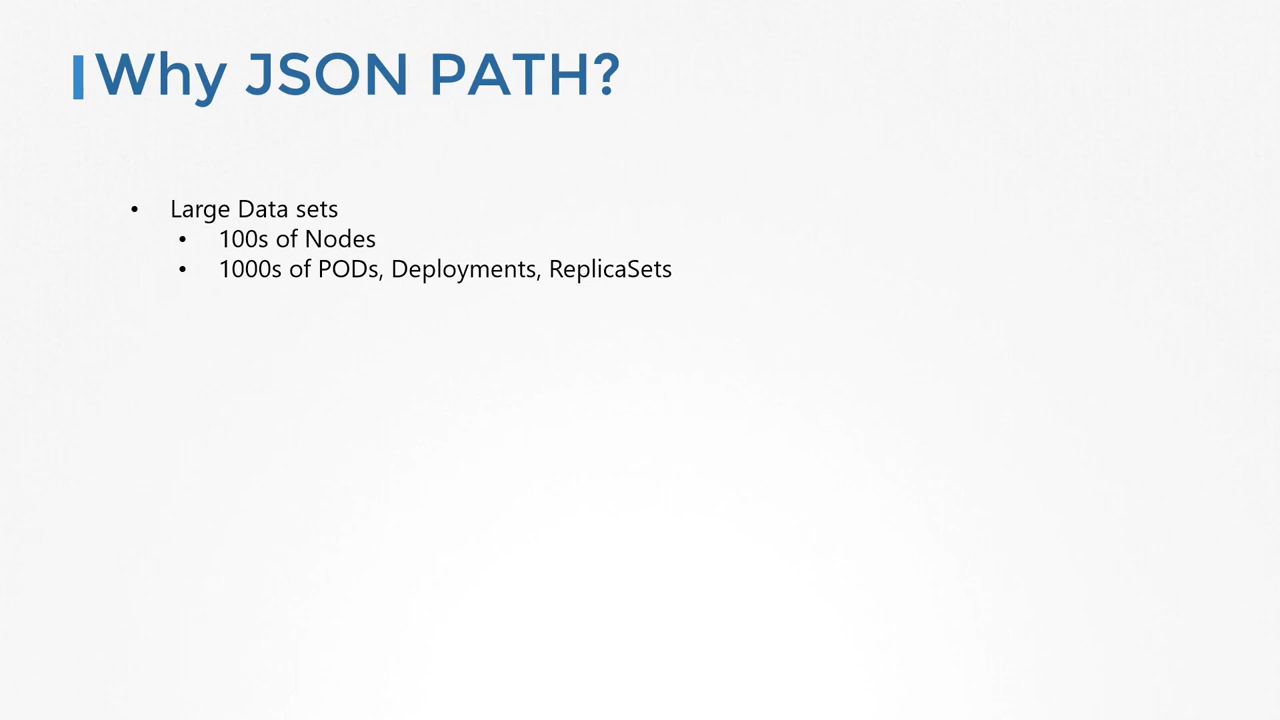 Why JSON PATH?
• Large Data sets
• 100s of Nodes
• 1000s of PODs, Deployments, ReplicaSets